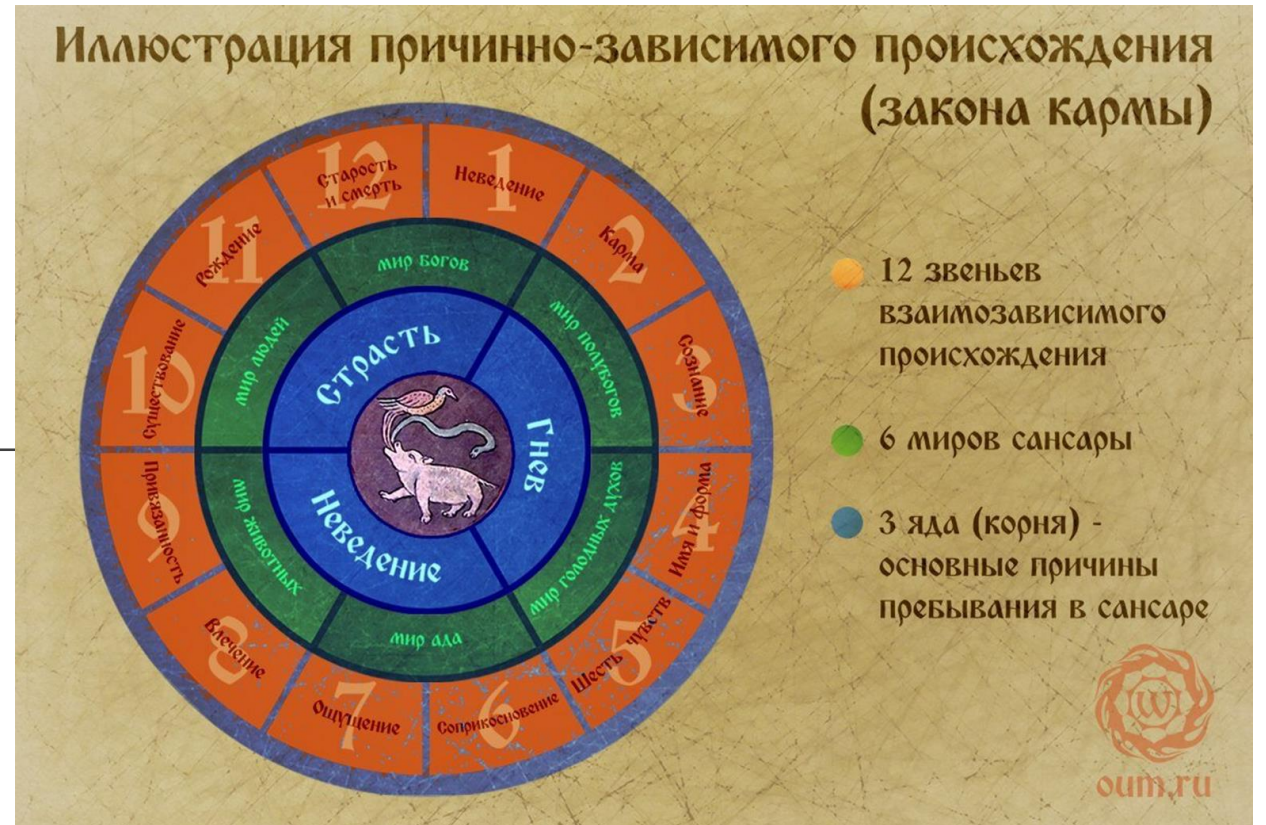 Иллюстрация причинно-зависимого происхождения
(закона кармы)
1
Неведение
2
Карма
3
Сознание
4
Имя и форма
5
Шесть чувств
6
Соприкосновение
7
Ощущение
8
Влечение
9
Привязанность
10
Существование
11
Рождение
12
Старость
и смерть
мир богов
мир полубогов
мир голодных духов
мир ада
мир животных
мир людей
Страсть
Гнев
Неведение
12 звеньев
взаимозависимого
происхождения
6 миров сансары
3 яда (корня) -
основные причины
пребывания в сансаре
oum.ru